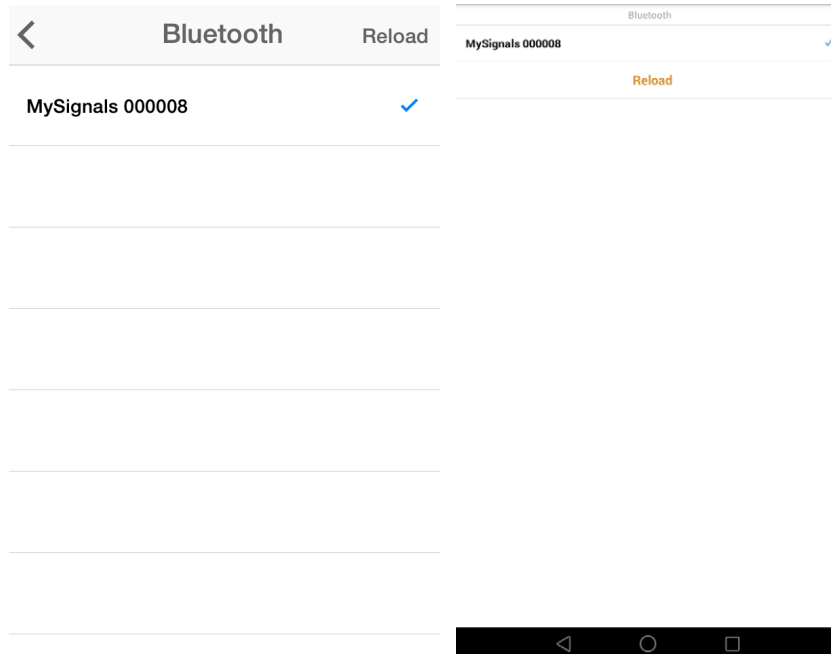 Bluetooth Reload
MySignals 000008
Bluetooth
MySignals 000008
Reload